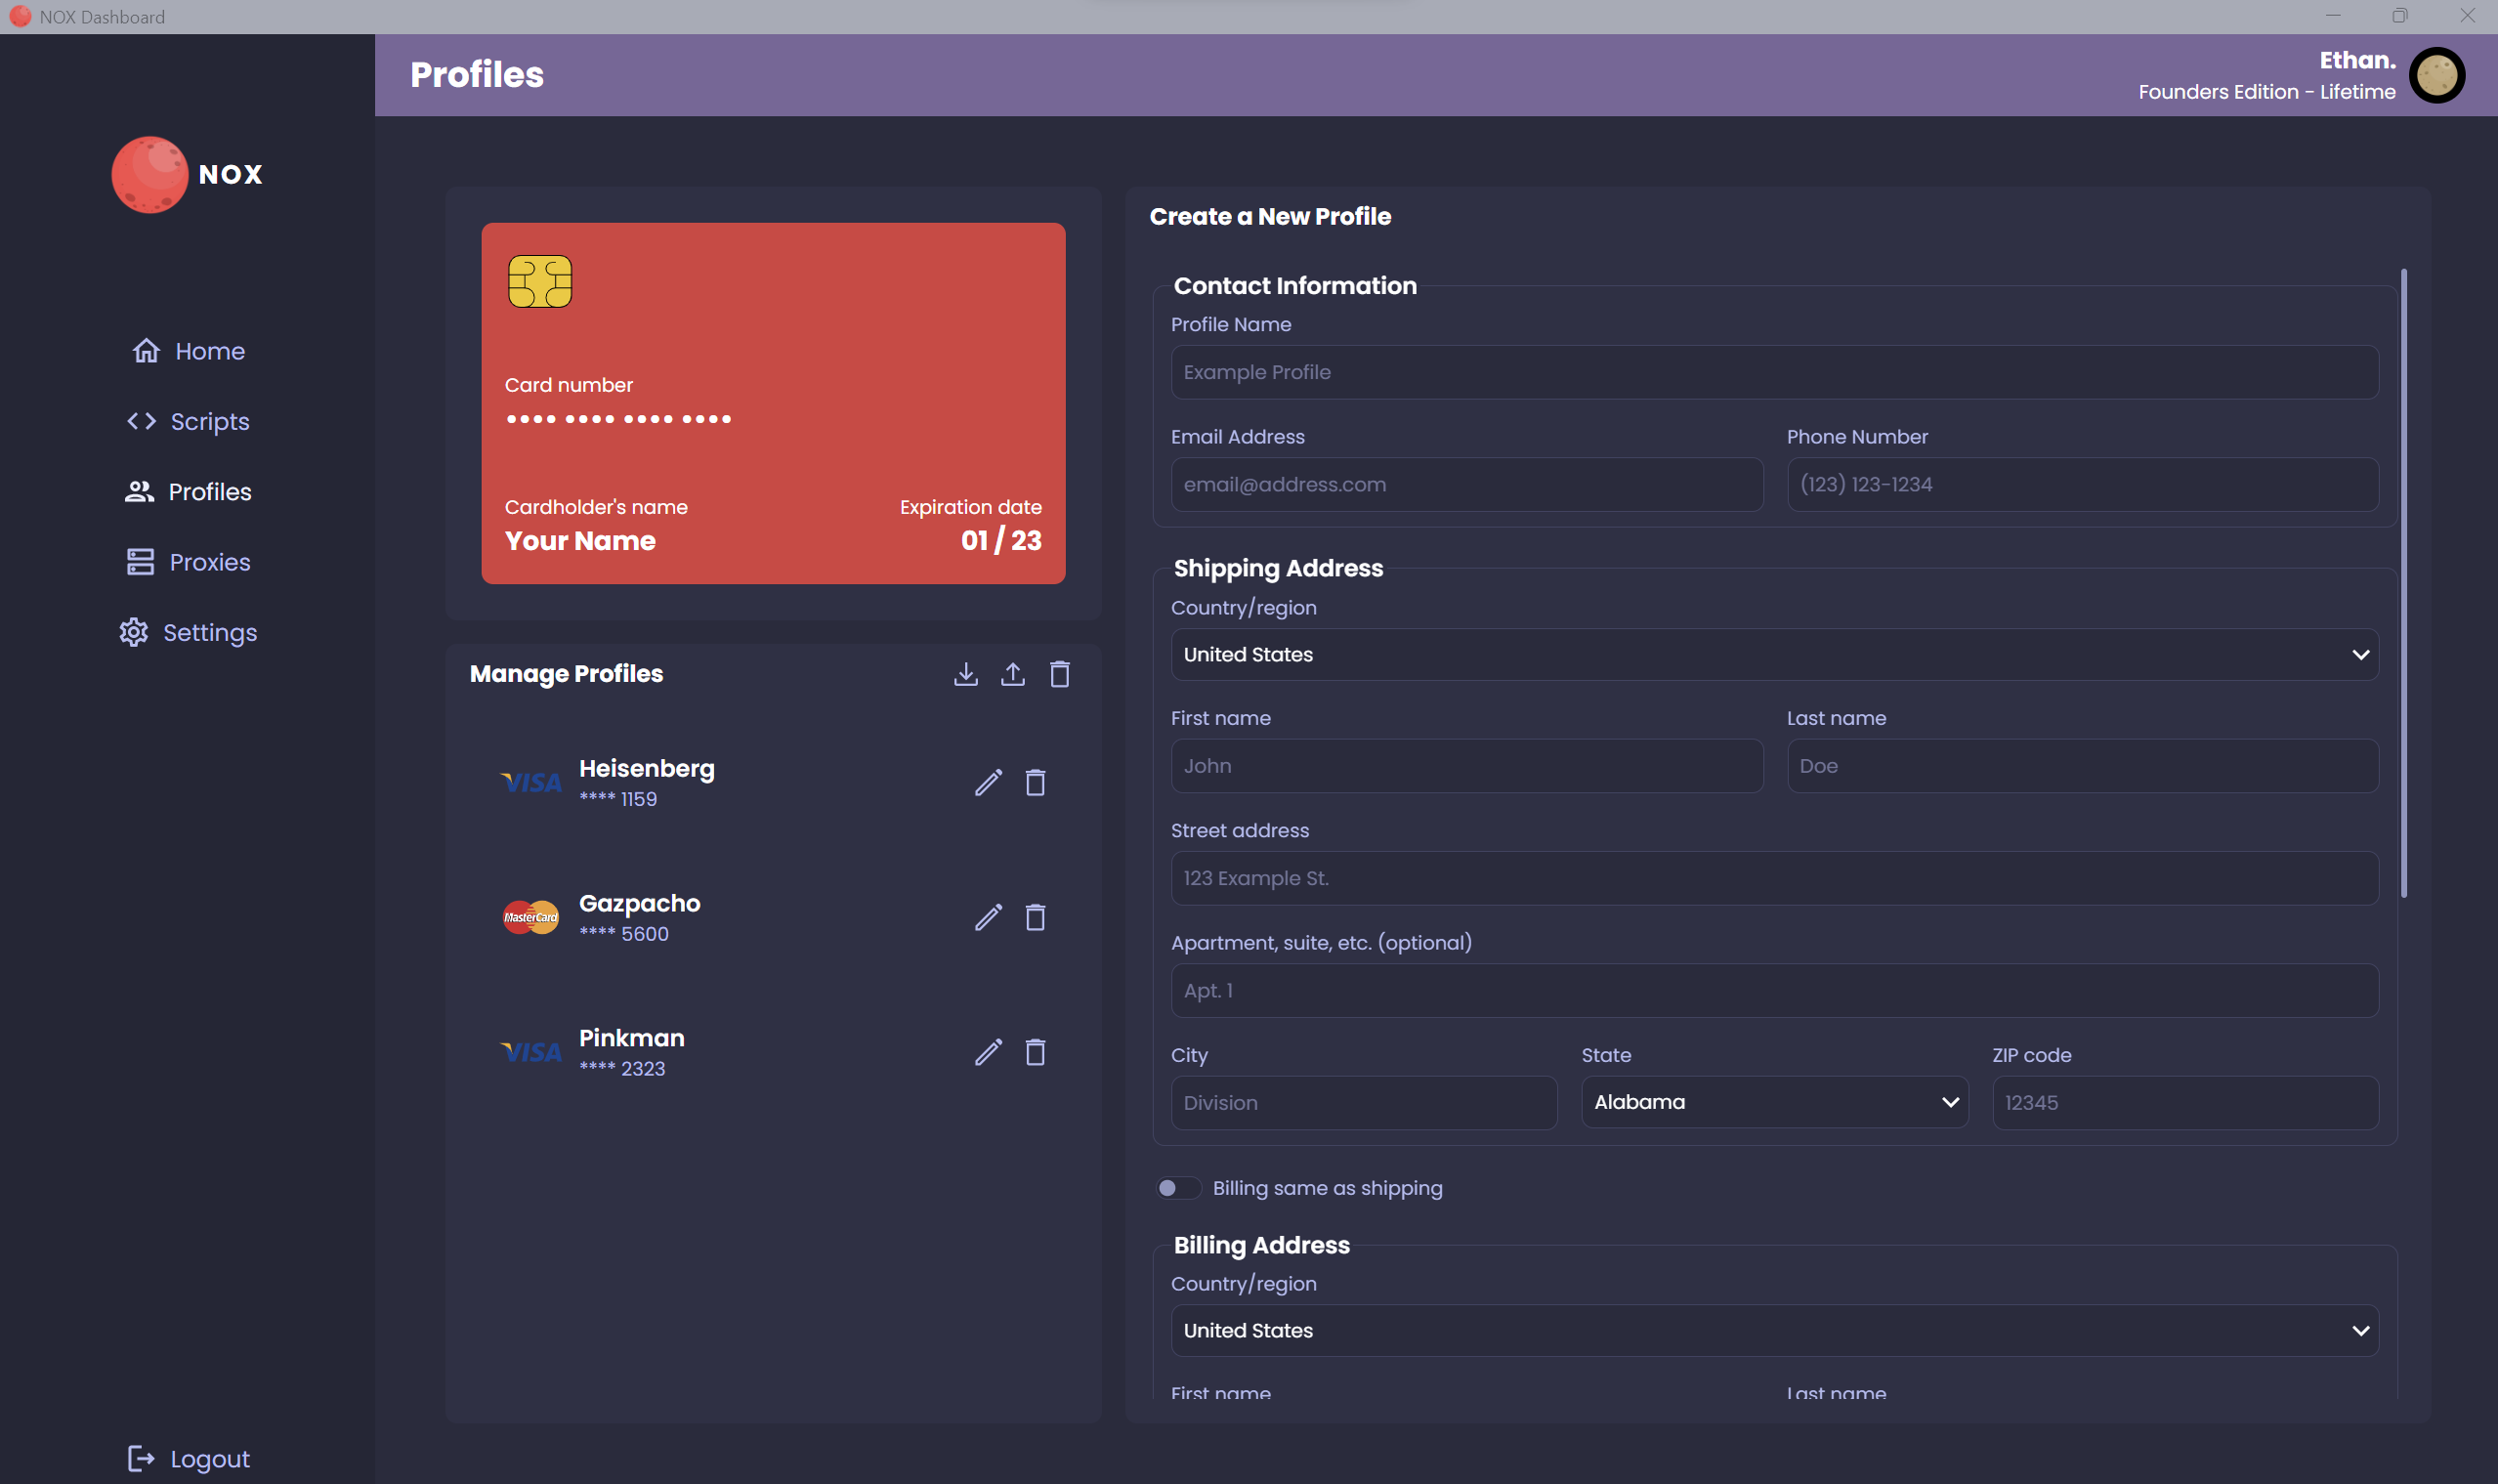 NOX Dashboard
Profiles
Ethan.
Founders Edition - Lifetime
NOX
Home
Scripts
Profiles
Proxies
Settings
Logout
Card number
•••• •••• •••• ••••
Cardholder's name
Expiration date
Your Name
01 / 23
Manage Profiles
VISA
Heisenberg
**** 1159
MasterCard
Gazpacho
**** 5600
VISA
Pinkman
**** 2323
Create a New Profile
Contact Information
Profile Name
Example Profile
Email Address
Phone Number
email@address.com
(123) 123-1234
Shipping Address
Country/region
United States
First name
Last name
John
Doe
Street address
123 Example St.
Apartment, suite, etc. (optional)
Apt. 1
City
State
ZIP code
Division
Alabama
12345
Billing same as shipping
Billing Address
Country/region
United States
First name
Last name